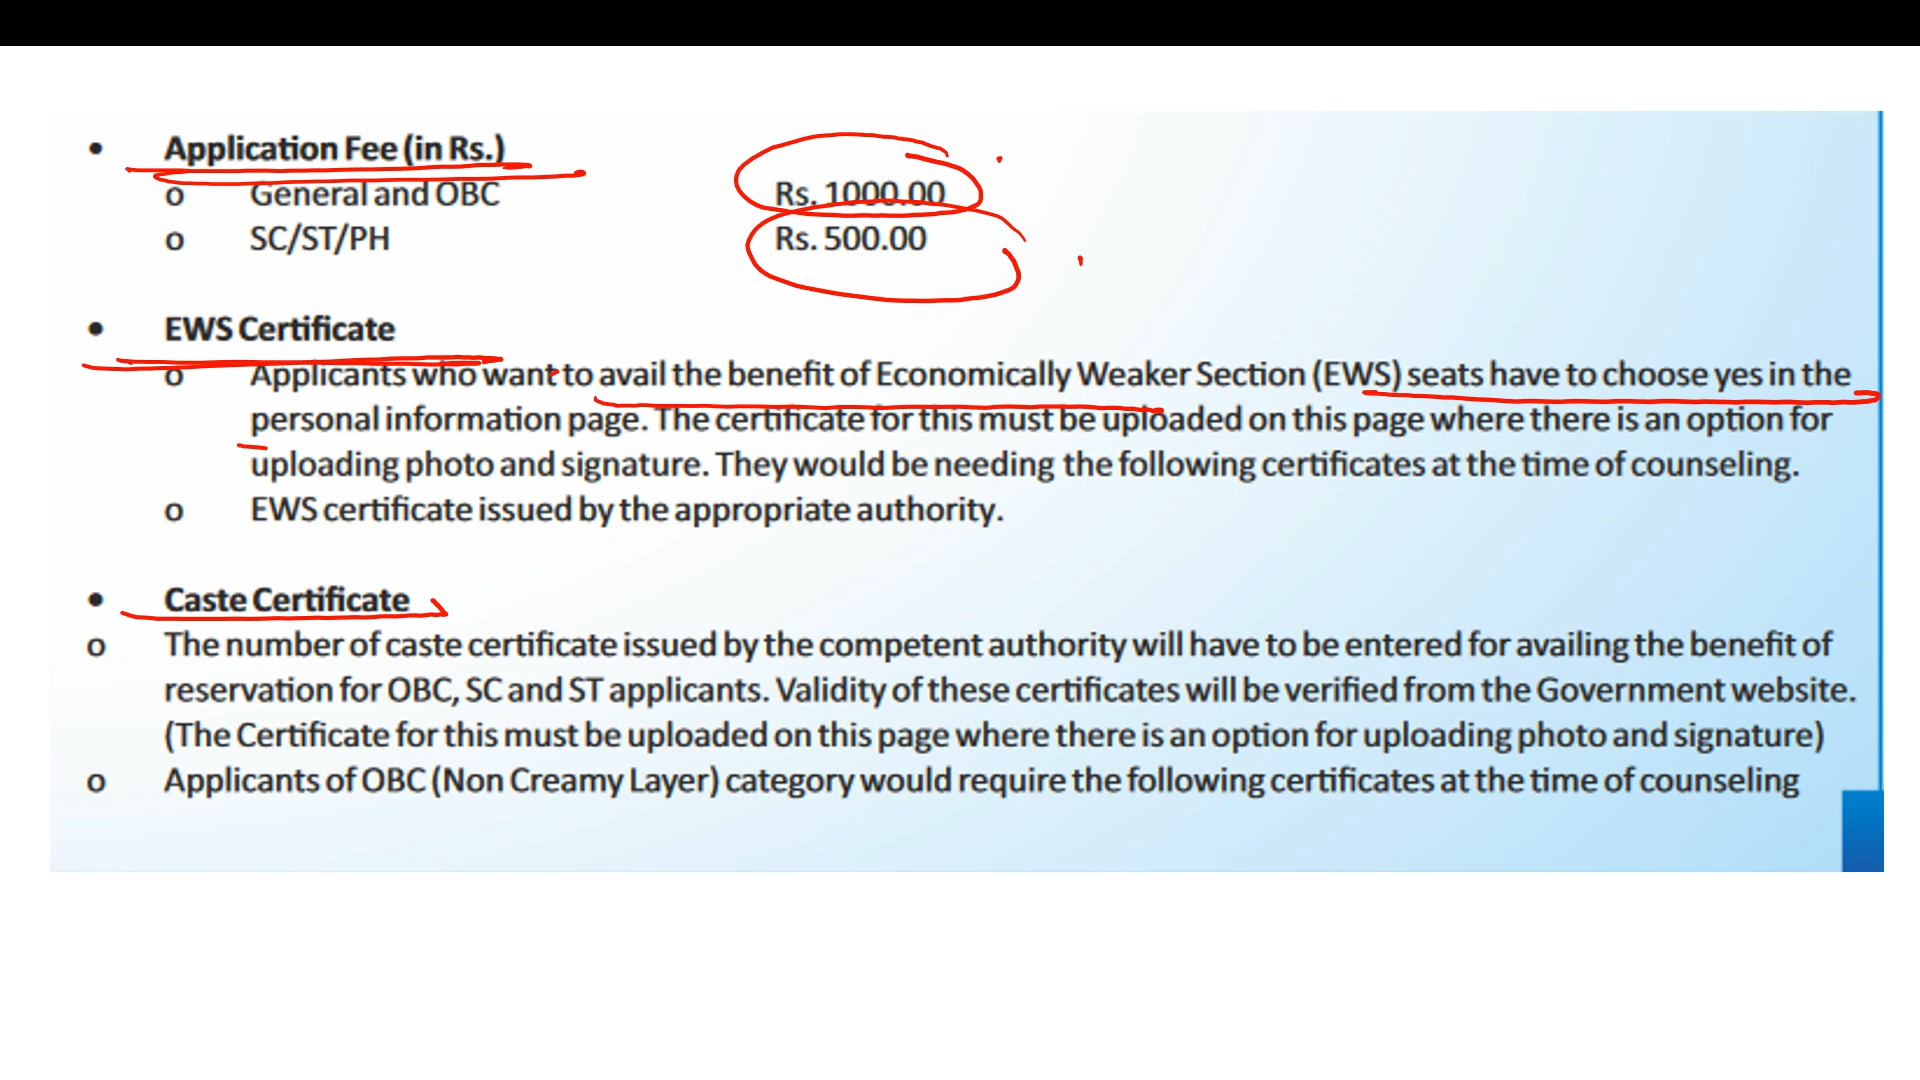 • Application Fee (in Rs.)
o General and OBC Rs. 1000.00
o SC/ST/PH Rs. 500.00
• EWS Certificate
o Applicants who want to avail the benefit of Economically Weaker Section (EWS) seats have to choose yes in the
personal information page. The certificate for this must be uploaded on this page where there is an option for
uploading photo and signature. They would be needing the following certificates at the time of counseling.
o EWS certificate issued by the appropriate authority.
• Caste Certificate
o The number of caste certificate issued by the competent authority will have to be entered for availing the benefit of
reservation for OBC, SC and ST applicants. Validity of these certificates will be verified from the Government website.
(The Certificate for this must be uploaded on this page where there is an option for uploading photo and signature)
o Applicants of OBC (Non Creamy Layer) category would require the following certificates at the time of counseling